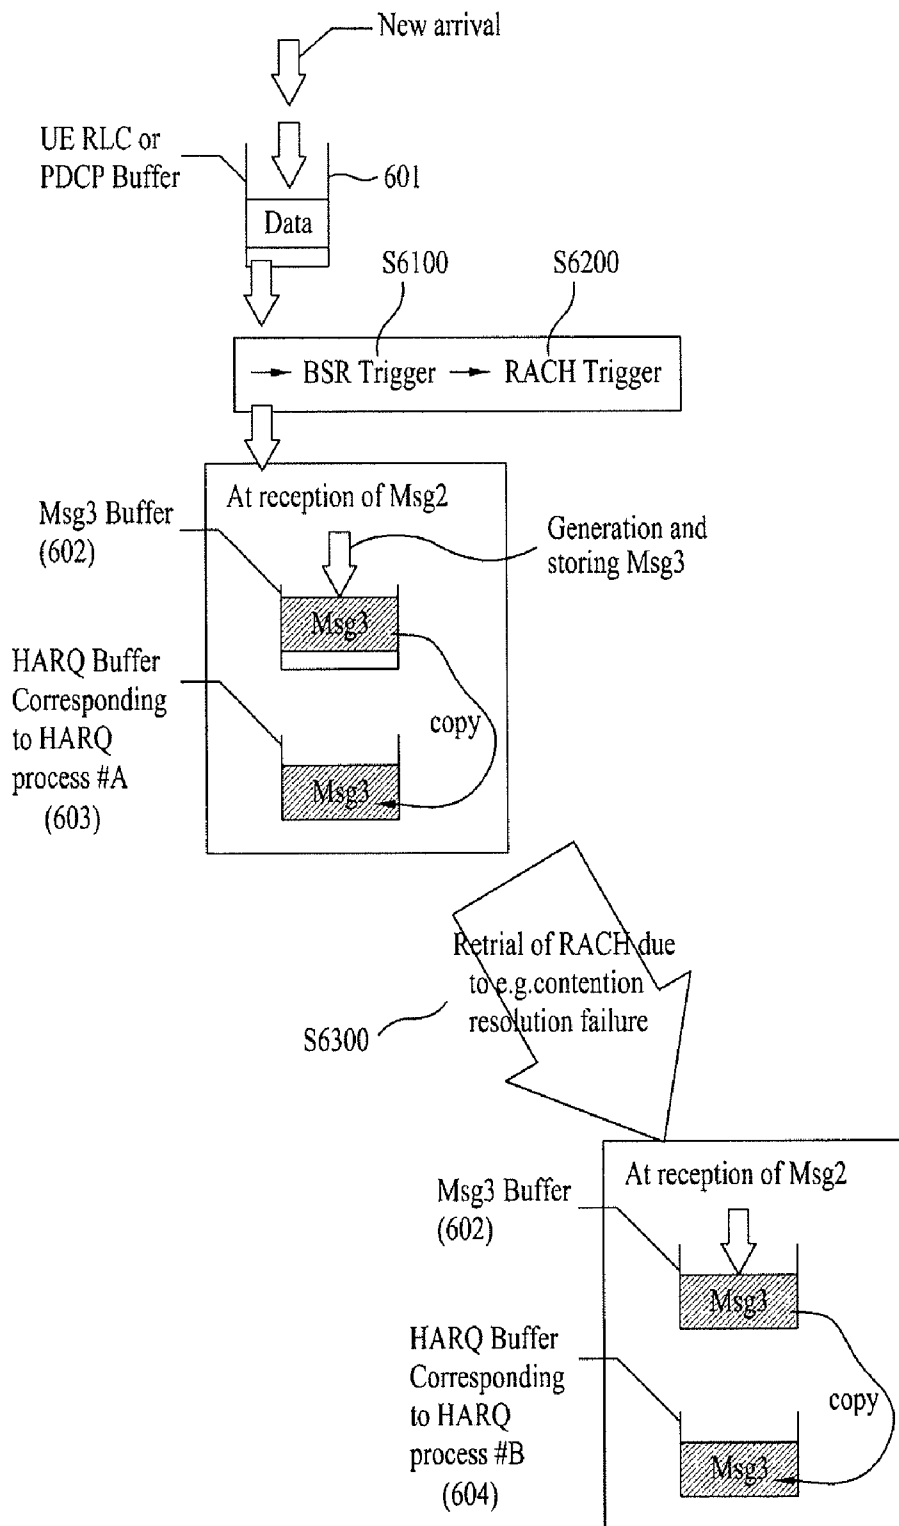 New arrival
UE RLC or
PDCP Buffer
601
Data
S6100
S6200
BSR Trigger
RACH Trigger
At reception of Msg2
Msg3 Buffer
(602)
Generation and
storing Msg3
Msg3
HARQ Buffer
Corresponding
to HARQ
process #A
(603)
copy
Msg3
Retrial of RACH due
to e.g.contention
resolution failure
S6300
At reception of Msg2
Msg3 Buffer
(602)
Msg3
HARQ Buffer
Corresponding
to HARQ
process #B
(604)
copy
Msg3